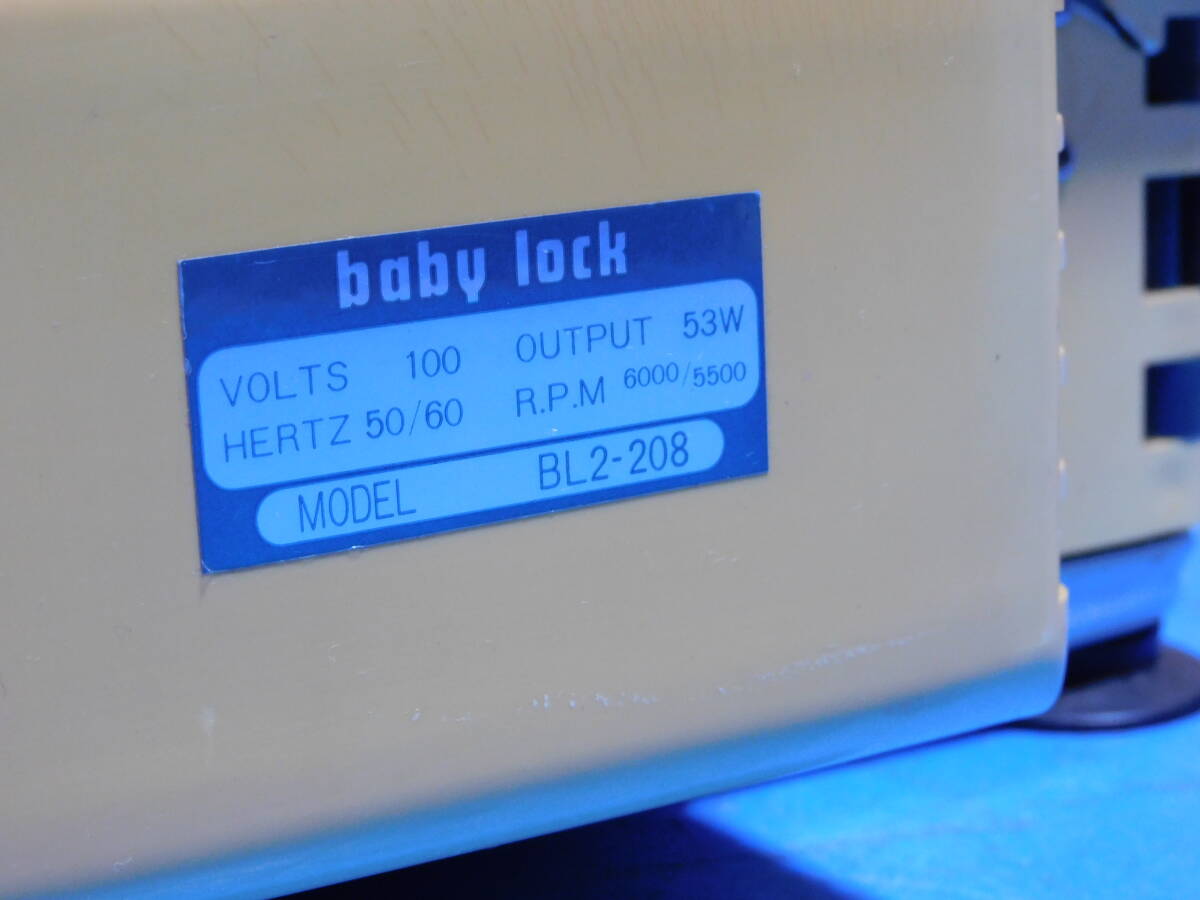 baby lock
VOLTS 100 OUTPUT 53W
HERTZ 50/60 R.P.M 6000/5500
MODEL BL2-208